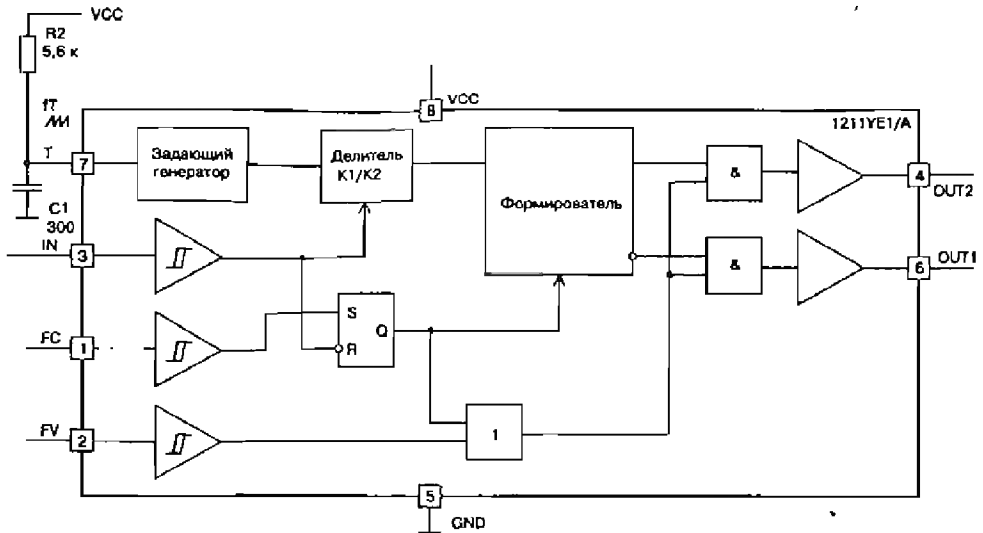 VCC
R2
5,6 к
fT
T
7
C1
300
IN
3
FC
1
FV
2
8
VCC
1211УЕ1/А
Задающий
генератор
Делитель
К1/К2
Формирователь
&
&
4
OUT2
6
OUT1
S
Q
R
1
5
GND